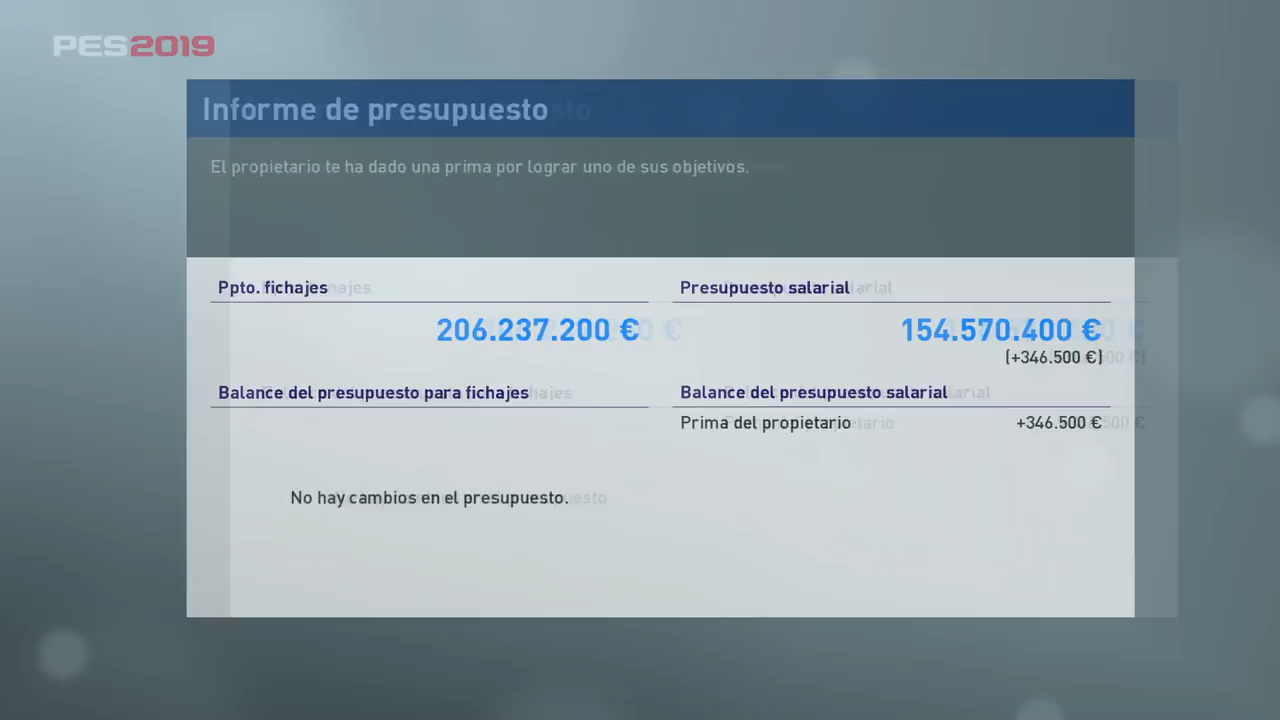 PES2019
Informe de presupuesto
El propietario te ha dado una prima por lograr uno de sus objetivos.
Ppto. fichajes
Presupuesto salarial
206.237.200 €
154.570.400 €
(+346.500 €)
Balance del presupuesto para fichajes
Balance del presupuesto salarial
Prima del propietario
+346.500 €
No hay cambios en el presupuesto.